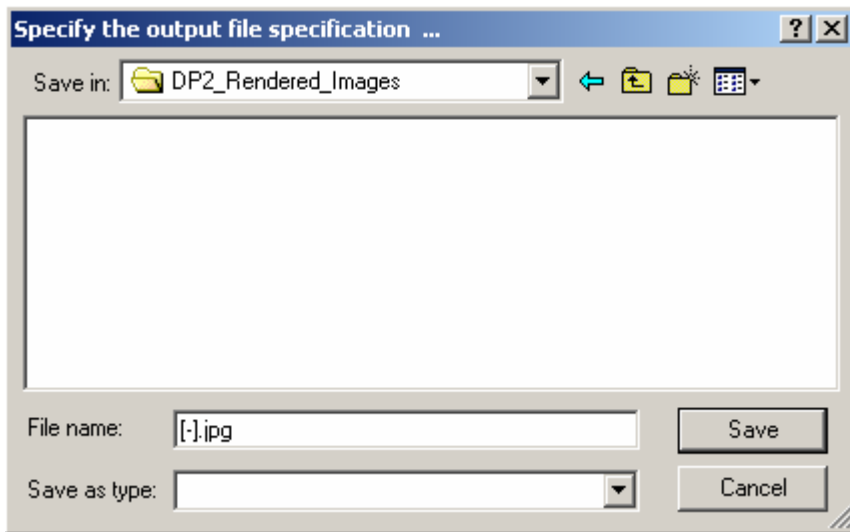 Specify the output file specification ...
Save in: DP2_Rendered_Images
File name: [-].jpg Save
Save as type: Cancel